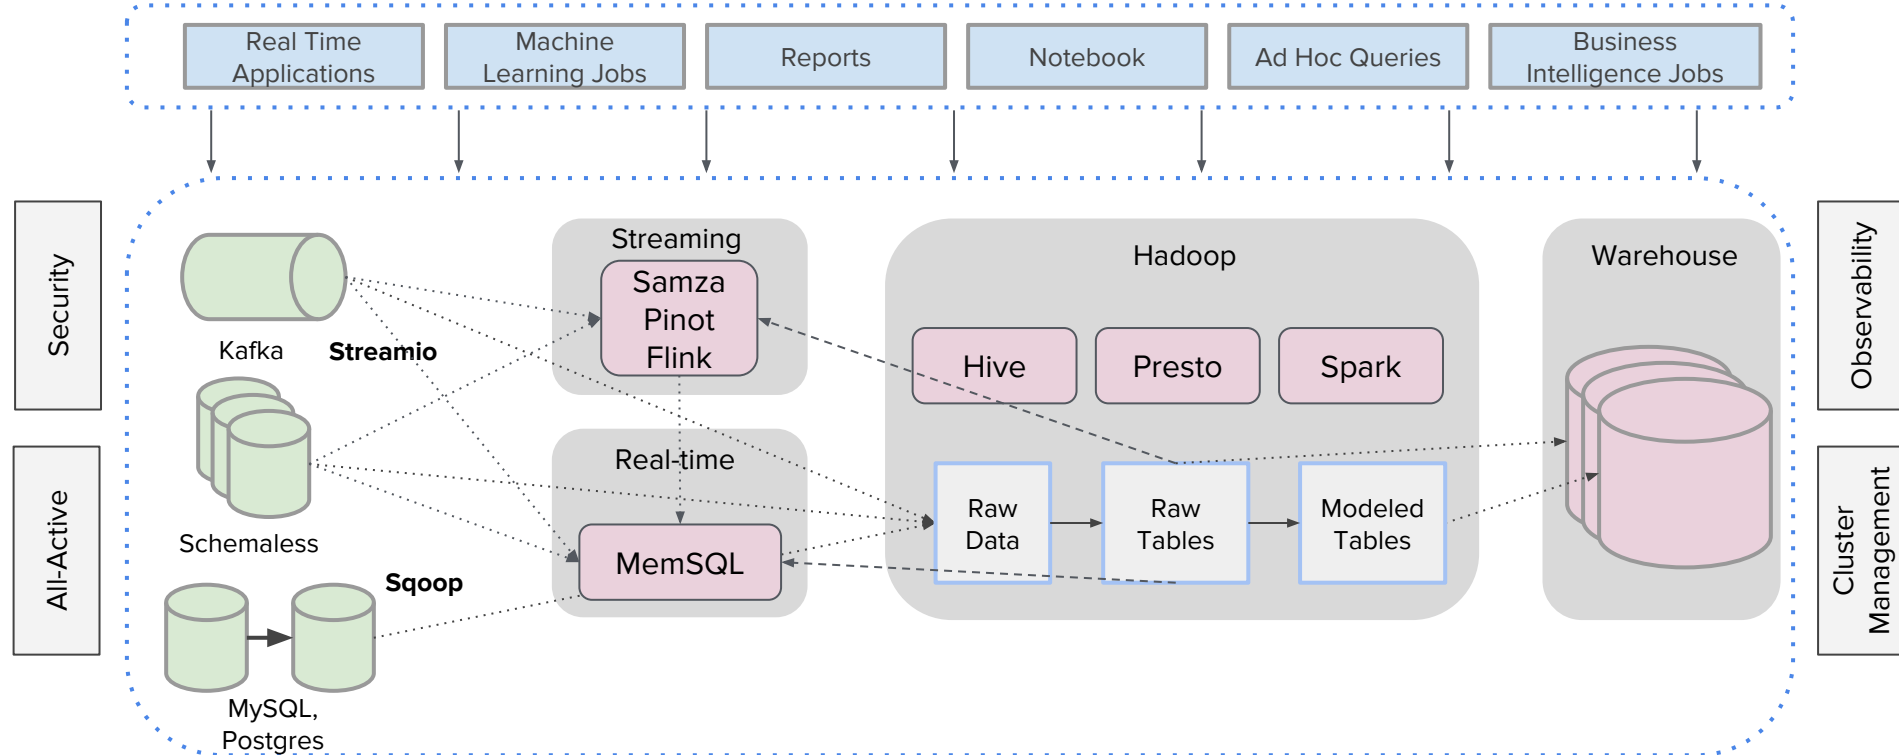 Real Time
Applications
Machine
Learning Jobs
Reports
Notebook
Ad Hoc Queries
Business
Intelligence Jobs
Security
All-Active
Kafka
Streamio
Schemaless
Sqoop
MySQL,
Postgres
Streaming
Samza
Pinot
Flink
Real-time
MemSQL
Hadoop
Hive
Presto
Spark
Raw
Data
Raw
Tables
Modeled
Tables
Warehouse
Observability
Cluster
Management